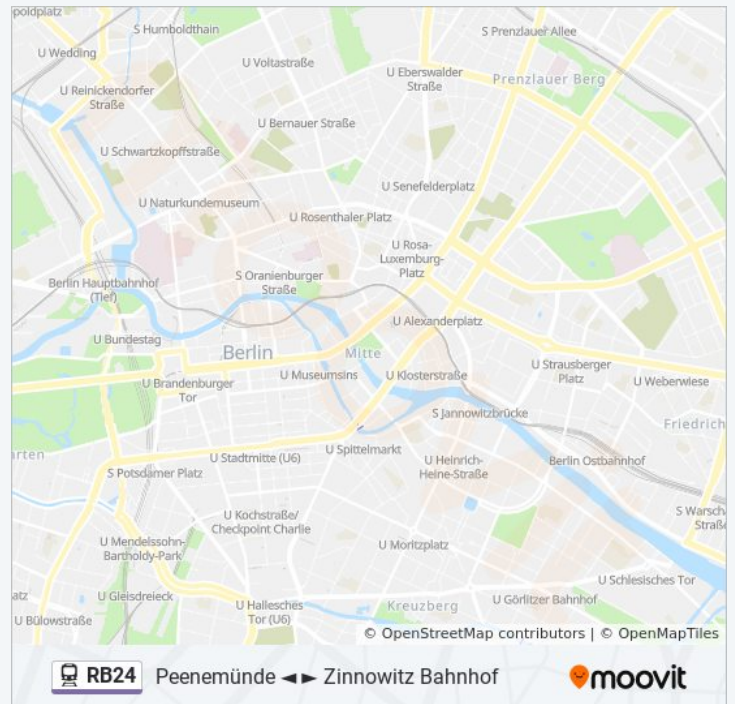 poldplatz
S Humboldthain
S Prenzlauer Allee
U Wedding
U Voltastraße
U Eberswalder
Straße
Prenzlauer Berg
U Reinickendorfer
Straße
U Bernauer Straße
U Schwartzkopffstraße
U Senefelderplatz
U Naturkundemuseum
U Rosenthaler Platz
U Rosa-
Luxemburg-
Platz
S Oranienburger
Straße
Berlin Hauptbahnhof
(Tief)
U Alexanderplatz
U Bundestag
Berlin
Mitte
U Museumsins
U Klosterstraße
U Strausberger
Platz
U Weberwiese
U Brandenburger
Tor
S Jannowitzbrücke
Friedrich
U Spittelmarkt
arten
U Stadtmitte (U6)
U Heinrich-
Heine-Straße
Berlin Ostbahnhof
S Potsdamer Platz
U Kochstraße/
Checkpoint Charlie
S Warsch
Straße
U Mendelssohn-
Bartholdy-Park
U Moritzplatz
U Schlesisches Tor
atz
U Gleisdreieck
U Hallesches
Tor (U6)
Kreuzberg
U Görlitzer Bahnhof
U Bülowstraße
© OpenStreetMap contributors | © OpenMapTiles
RB24 Peenemünde ◄ ► Zinnowitz Bahnhof
moovit